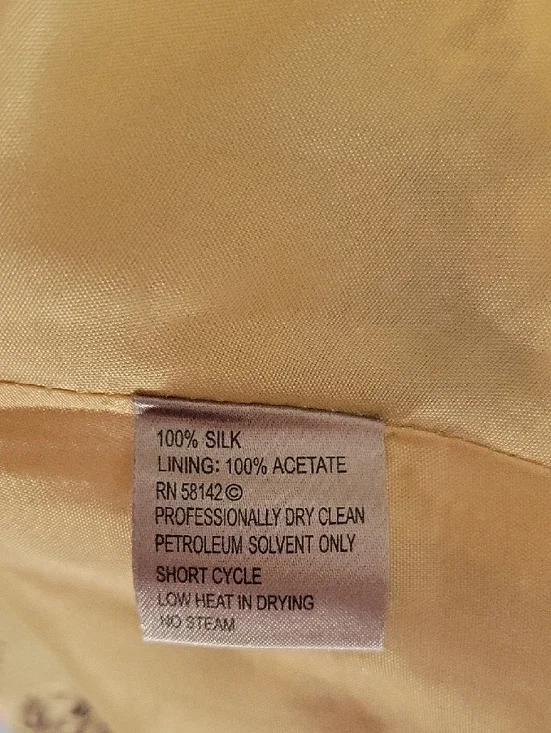 100% SILK
LINING: 100% ACETATE
RN 58142©
PROFESSIONALLY DRY CLEAN
PETROLEUM SOLVENT ONLY
SHORT CYCLE
LOW HEAT IN DRYING
NO STEAM